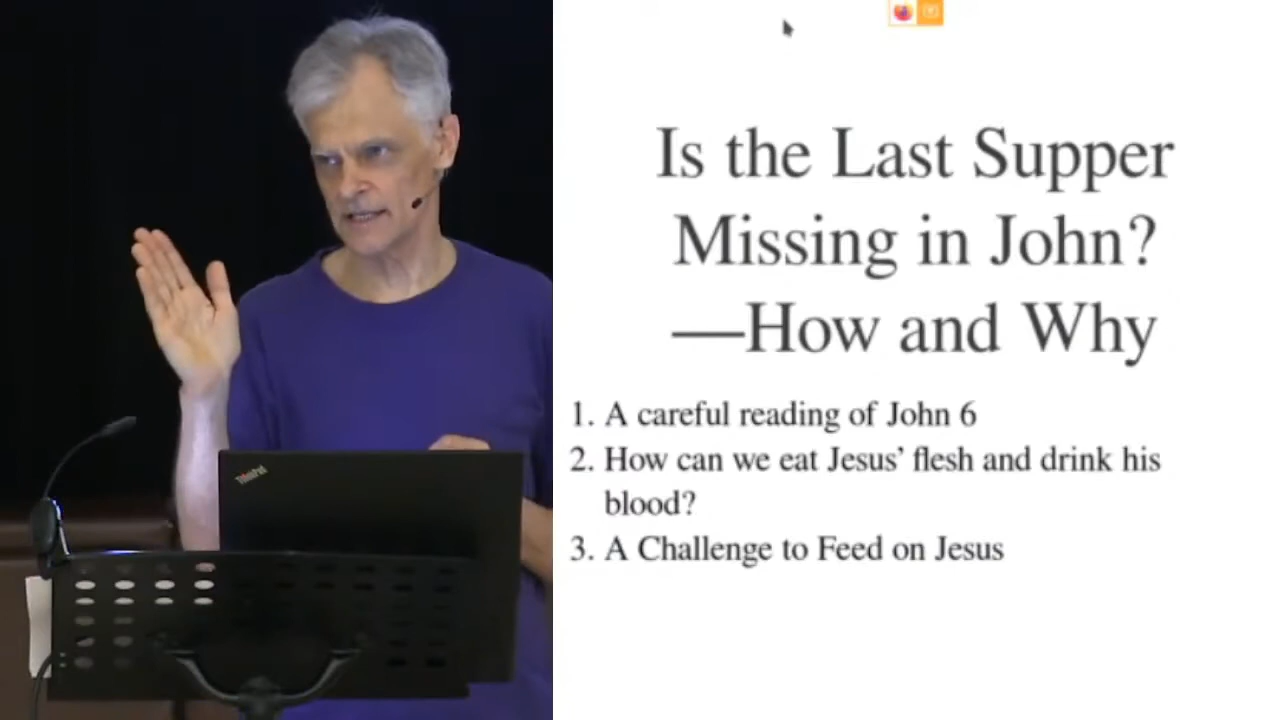 Is the Last Supper
Missing in John?
—How and Why
1. A careful reading of John 6
2. How can we eat Jesus’ flesh and drink his
blood?
3. A Challenge to Feed on Jesus
ThinkPad